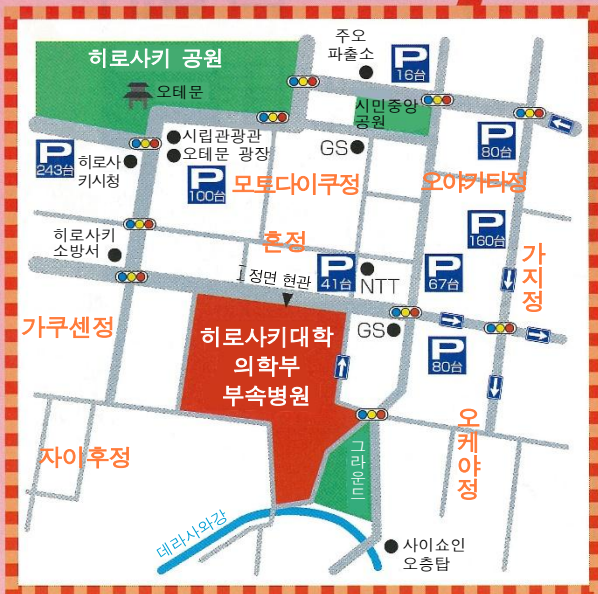 히로사키 공원
오테문
주오
파출소
P
16台
시민중앙
공원
P
243台
히로사
키시청
시립관광관
오테문 광장
P
100台
GS
P
80台
모토다이쿠정
오야카타정
P
160台
히로사키
소방서
혼정
정면 현관
P
41台
NTT
P
67台
가지정
가쿠센정
히로사키대학
의학부
부속병원
GS
P
80台
자이후정
그라운드
오케야정
데라사와강
사이쇼인
오층탑